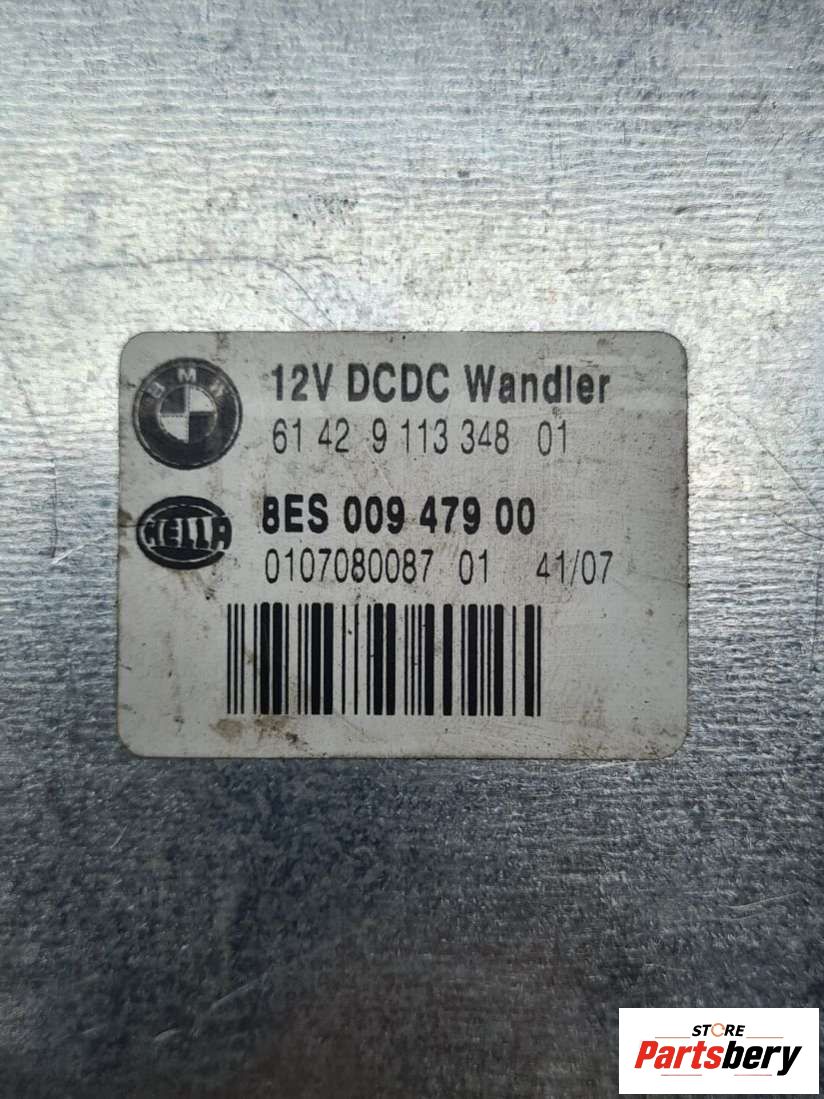 BMW
12V DCDC Wandler
61 42 9 113 348 01
HELLA
8ES 009 479 00
0107080087 01 41/07
STORE
Partsbery